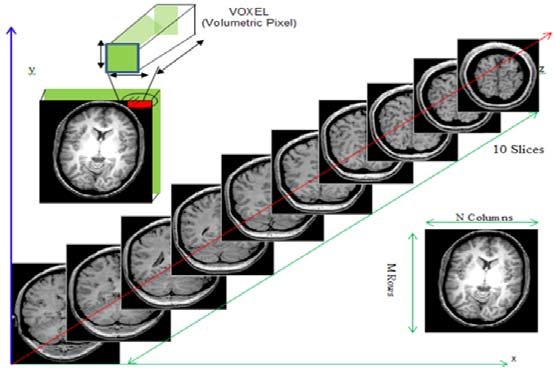 VOXEL
(Volumetric Pixel)
y
z
10 Slices
N Columns
M Rows
x